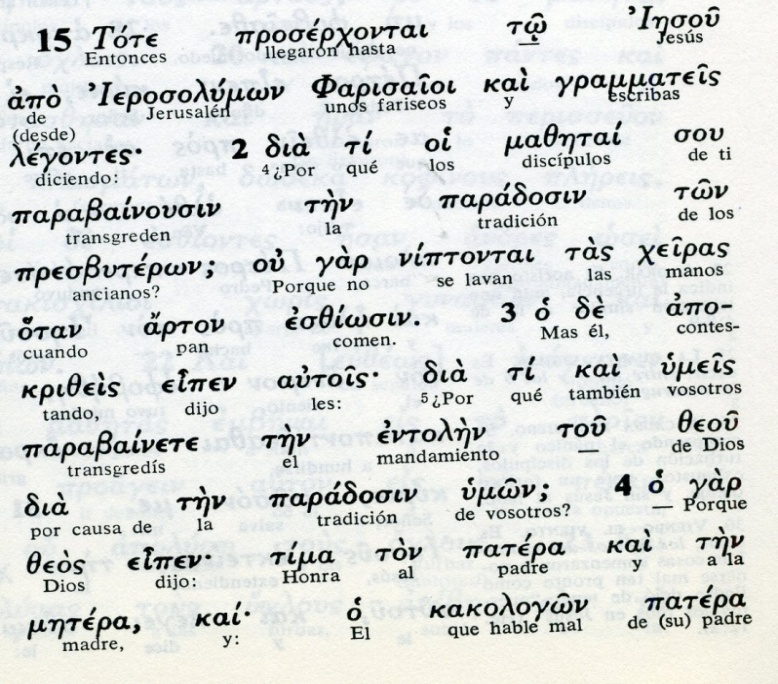 15 Τότε προσέρχονται τῷ Ἰησοῦ
Entonces llegaron hasta — Jesús
ἀπὸ Ἱεροσολύμων Φαρισαῖοι καὶ γραμματεῖς
de Jerusalén unos fariseos y escribas
(desde)
λέγοντες· 2 διὰ τί οἱ μαθηταί σου
diciendo: 4 ¿Por qué los discípulos de ti
παραβαίνουσιν τὴν παράδοσιν τῶν
transgreden la tradición de los
πρεσβυτέρων; οὐ γὰρ νίπτονται τὰς χεῖρας
ancianos? Porque no se lavan las manos
ὅταν ἄρτον ἐσθίωσιν. 3 ὁ δὲ ἀπο-
cuando pan comen. Mas él, contes-
κριθεὶς εἶπεν αὐτοῖς· διὰ τί καὶ ὑμεῖς
tando, dijo les: 5 ¿Por qué también vosotros
παραβαίνετε τὴν ἐντολὴν τοῦ θεοῦ
transgredís el mandamiento — de Dios
διὰ τὴν παράδοσιν ὑμῶν; 4 ὁ γὰρ
por causa de la tradición de vosotros? — Porque
θεὸς εἶπεν· τίμα τὸν πατέρα καὶ τὴν
Dios dijo: Honra al padre y a la
μητέρα, καί· ὁ κακολογῶν πατέρα
madre, y: El que hable mal de (su) padre